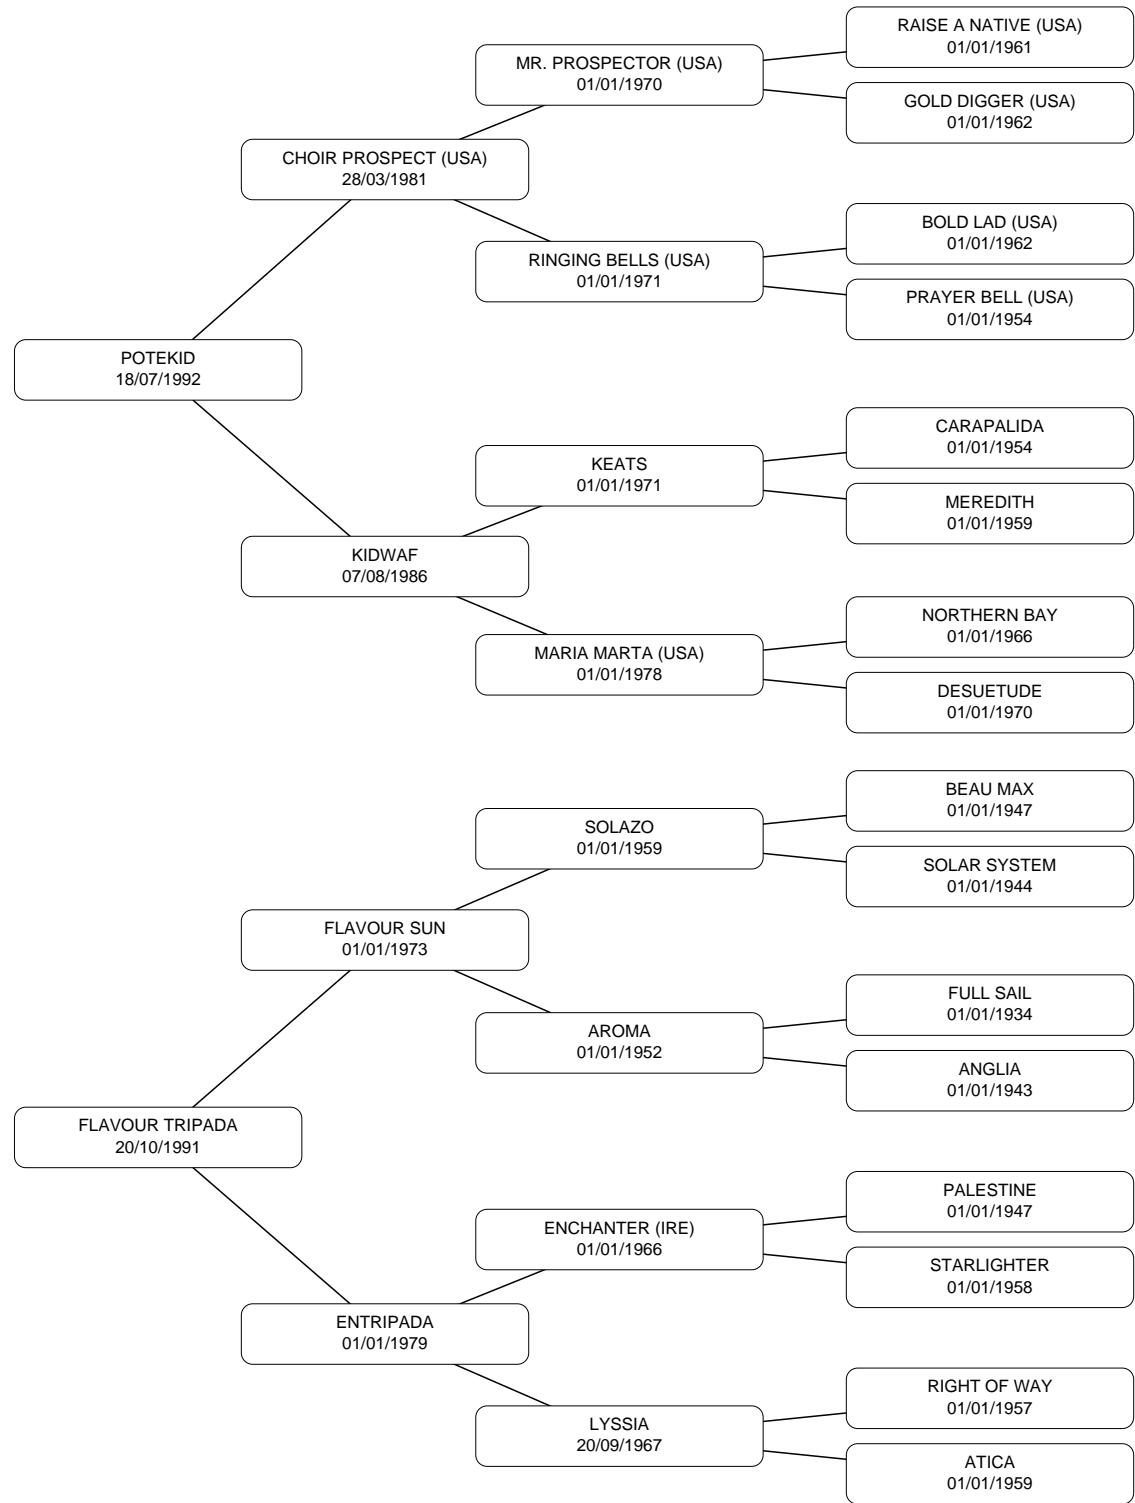 RAISE A NATIVE (USA)
01/01/1961
MR. PROSPECTOR (USA)
01/01/1970
GOLD DIGGER (USA)
01/01/1962
CHOIR PROSPECT (USA)
28/03/1981
BOLD LAD (USA)
01/01/1962
RINGING BELLS (USA)
01/01/1971
PRAYER BELL (USA)
01/01/1954
POTEKID
18/07/1992
CARAPALIDA
01/01/1954
KEATS
01/01/1971
MEREDITH
01/01/1959
KIDWAF
07/08/1986
NORTHERN BAY
01/01/1966
MARIA MARTA (USA)
01/01/1978
DESUETUDE
01/01/1970
BEAU MAX
01/01/1947
SOLAZO
01/01/1959
SOLAR SYSTEM
01/01/1944
FLAVOUR SUN
01/01/1973
FULL SAIL
01/01/1934
AROMA
01/01/1952
ANGLIA
01/01/1943
FLAVOUR TRIPADA
20/10/1991
PALESTINE
01/01/1947
ENCHANTER (IRE)
01/01/1966
STARLIGHTER
01/01/1958
ENTRIPADA
01/01/1979
RIGHT OF WAY
01/01/1957
LYSSIA
20/09/1967
ATICA
01/01/1959